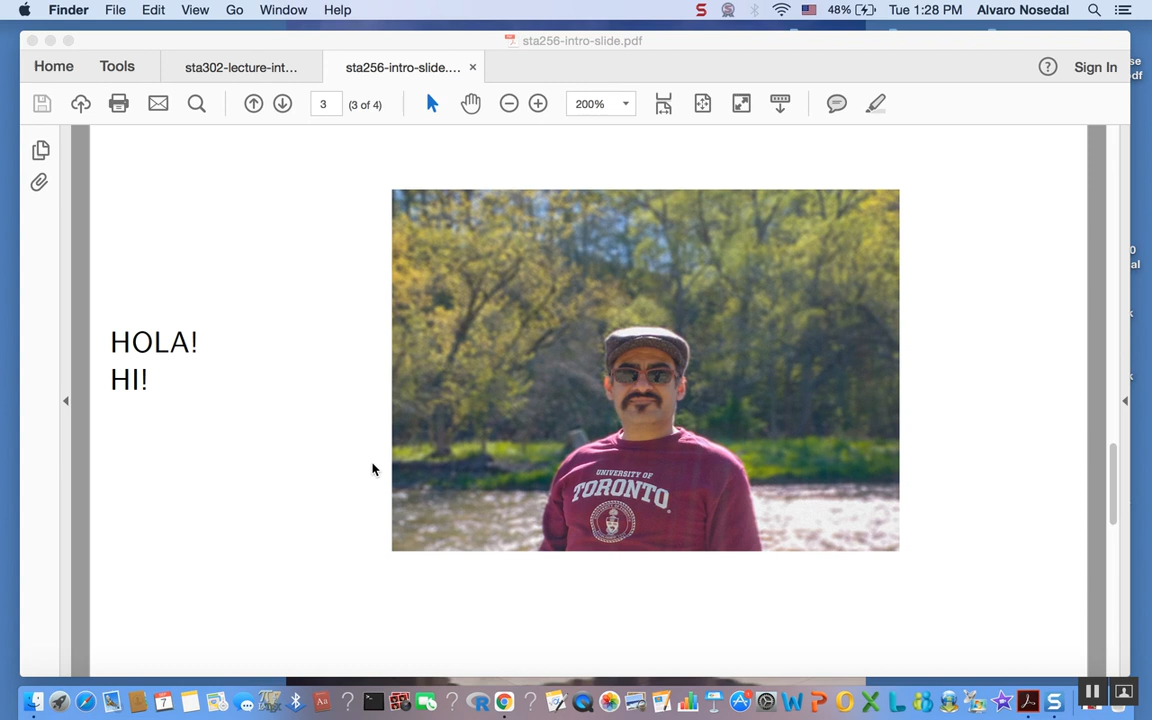 Finder File Edit View Go Window Help 48% Tue 1:28 PM Alvaro Nosedal
sta256-intro-slide.pdf
Home Tools sta302-lecture-int... sta256-intro-slide.... × ? Sign In
3 (3 of 4) 200%
HOLA!
HI!
UNIVERSITY OF
TORONTO